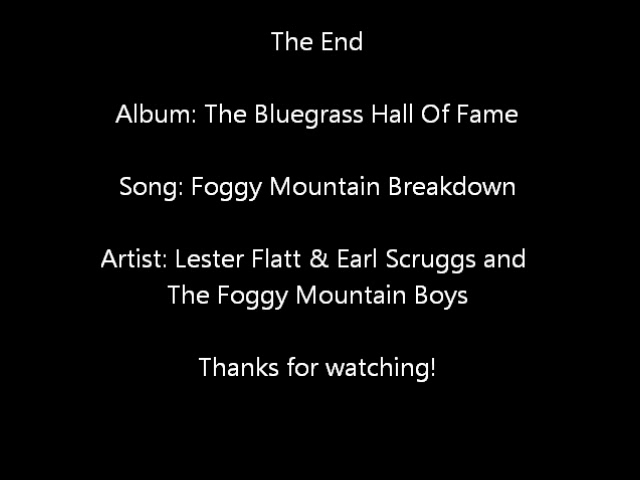 The End
Album: The Bluegrass Hall Of Fame
Song: Foggy Mountain Breakdown
Artist: Lester Flatt & Earl Scruggs and
The Foggy Mountain Boys
Thanks for watching!